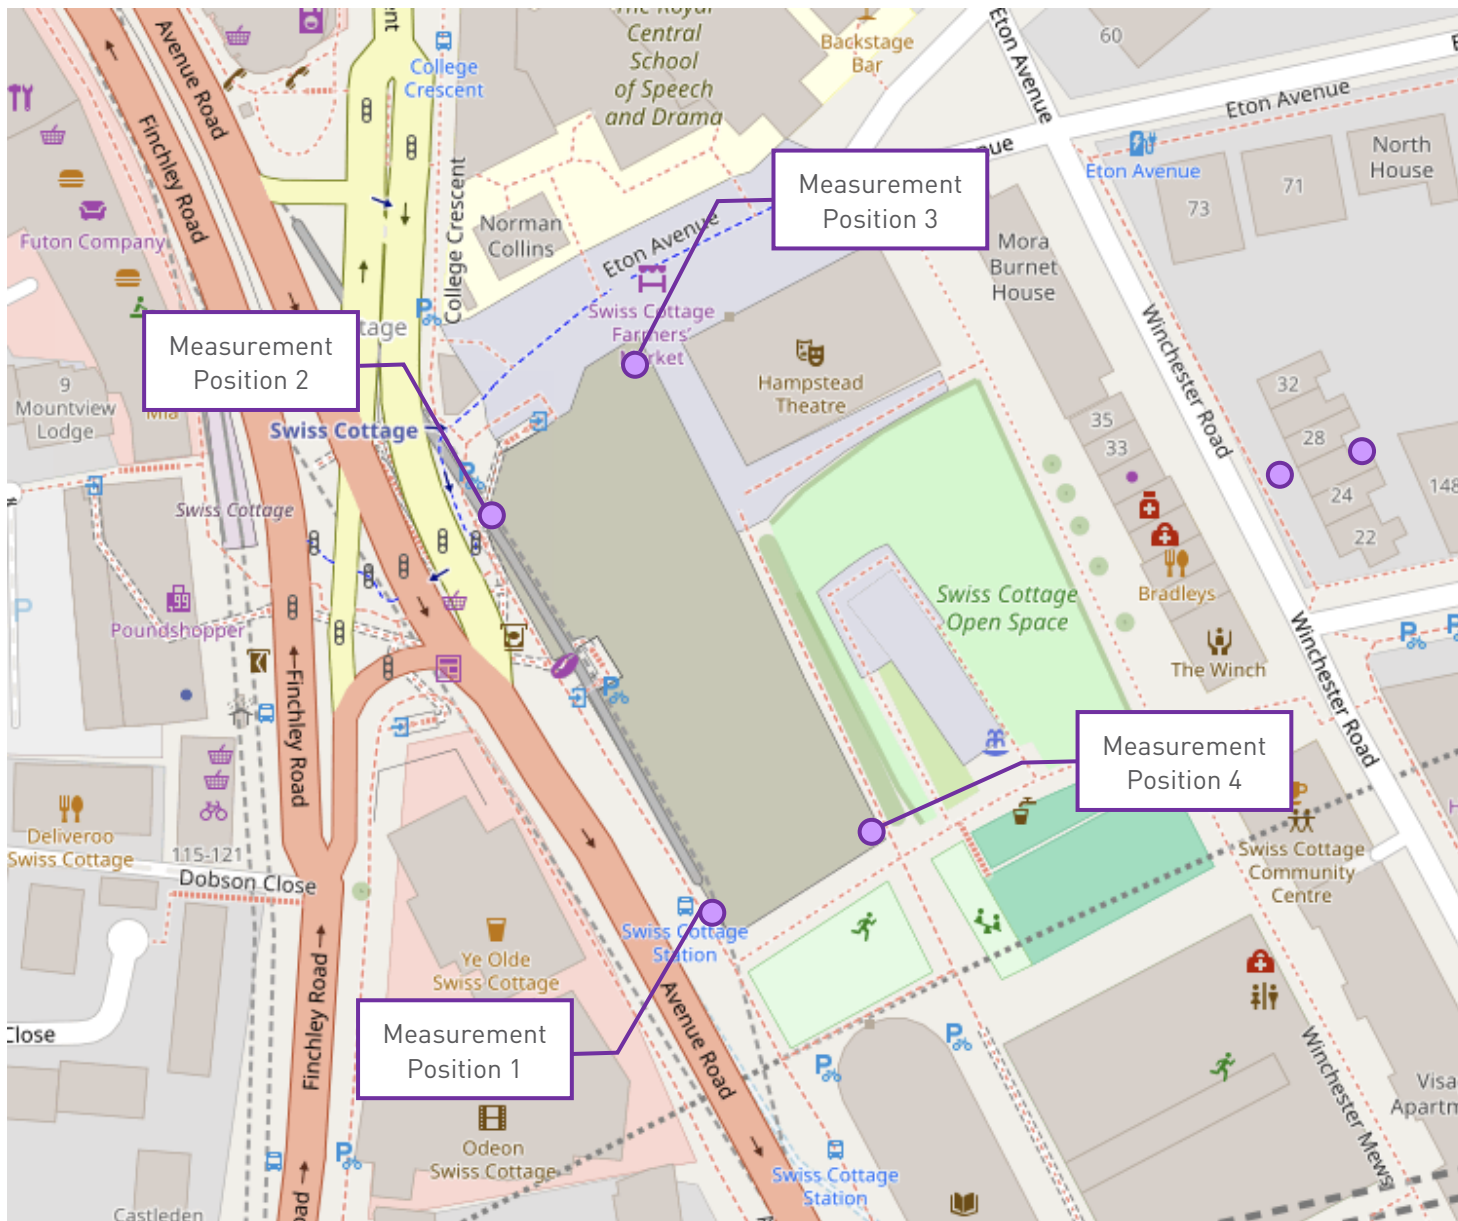 The Royal
Central
School
of Speech
and Drama
Backstage
Bar
60
Eton Avenue
Eton Avenue
College
Crescent
Avenue Road
Finchley Road
College Crescent
Futon Company
Norman
Collins
Eton Avenue
Measurement
Position 3
Mora
Burnet
House
Eton Avenue
73
71
North
House
Swiss Cottage
Farmers'
Market
Hampstead
Theatre
Winchester Road
Measurement
Position 2
9
Mountview
Lodge
Mia
Swiss Cottage
Swiss Cottage
35
33
32
28
24
22
148
Bradleys
The Winch
Swiss Cottage
Open Space
Poundshopper
99
Finchley Road
Winchester Road
Measurement
Position 4
Deliveroo
Swiss Cottage
115-121
Dobson Close
Swiss Cottage
Community
Centre
Ye Olde
Swiss Cottage
Swiss Cottage
Station
Measurement
Position 1
Finchley Road
Avenue Road
Close
Odeon
Swiss Cottage
Swiss Cottage
Station
Winchester Mews
Castleden